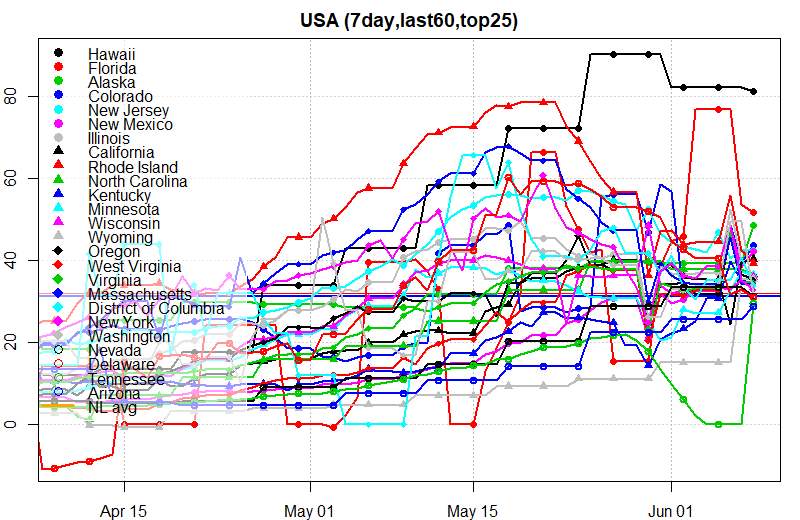 USA (7day,last60,top25)
Hawaii
Florida
Alaska
Colorado
New Jersey
New Mexico
Illinois
California
Rhode Island
North Carolina
Kentucky
Minnesota
Wisconsin
Wyoming
Oregon
West Virginia
Virginia
Massachusetts
District of Columbia
New York
Washington
Nevada
Delaware
Tennessee
Arizona
NL avg
80
60
40
20
0
Apr 15
May 01
May 15
Jun 01